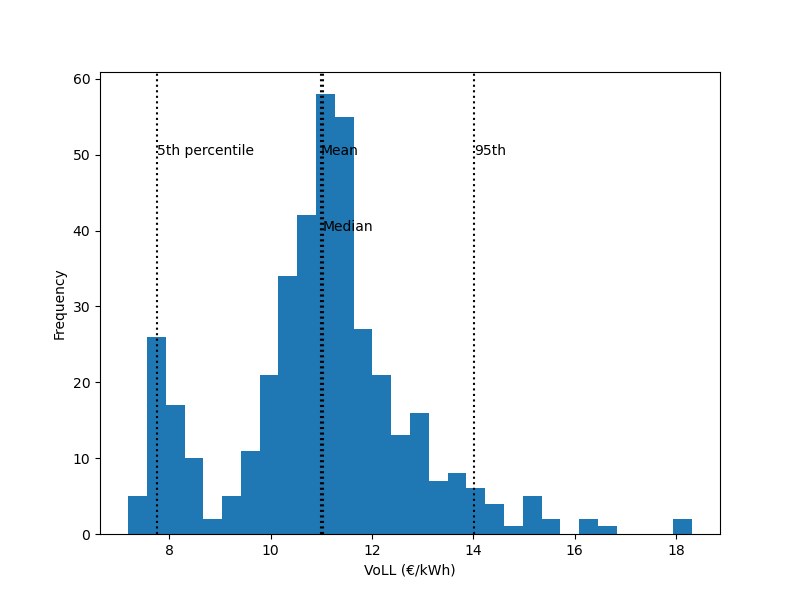 60
50
40
30
20
10
0
Frequency
5th percentile
Mean
95th
Median
8
10
12
14
16
18
VoLL (€/kWh)